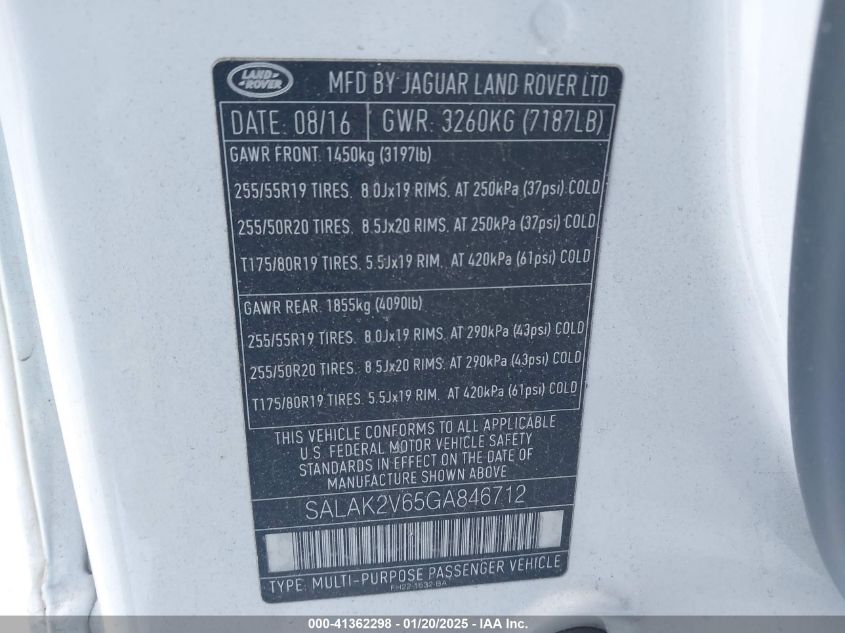 LAND ROVER
MFD BY JAGUAR LAND ROVER LTD
DATE: 08/16 GWR: 3260KG (7187LB)
GAWR FRONT: 1450kg (3197lb)
255/55R19 TIRES. 8.0Jx19 RIMS. AT 250kPa (37psi) COLD
255/50R20 TIRES. 8.5Jx20 RIMS. AT 250kPa (37psi) COLD
T175/80R19 TIRES. 5.5Jx19 RIM. AT 420kPa (61psi) COLD
GAWR REAR: 1855kg (4090lb)
255/55R19 TIRES. 8.0Jx19 RIMS. AT 290kPa (43psi) COLD
255/50R20 TIRES. 8.5Jx20 RIMS. AT 290kPa (43psi) COLD
T175/80R19 TIRES. 5.5Jx19 RIM. AT 420kPa (61psi) COLD
THIS VEHICLE CONFORMS TO ALL APPLICABLE
U.S. FEDERAL MOTOR VEHICLE SAFETY
STANDARDS IN EFFECT ON THE DATE OF
MANUFACTURE SHOWN ABOVE
SALAK2V65GA846712
TYPE: MULTI-PURPOSE PASSENGER VEHICLE
FH22-1532-BA
000-41362298 - 01/20/2025 - IAA Inc.